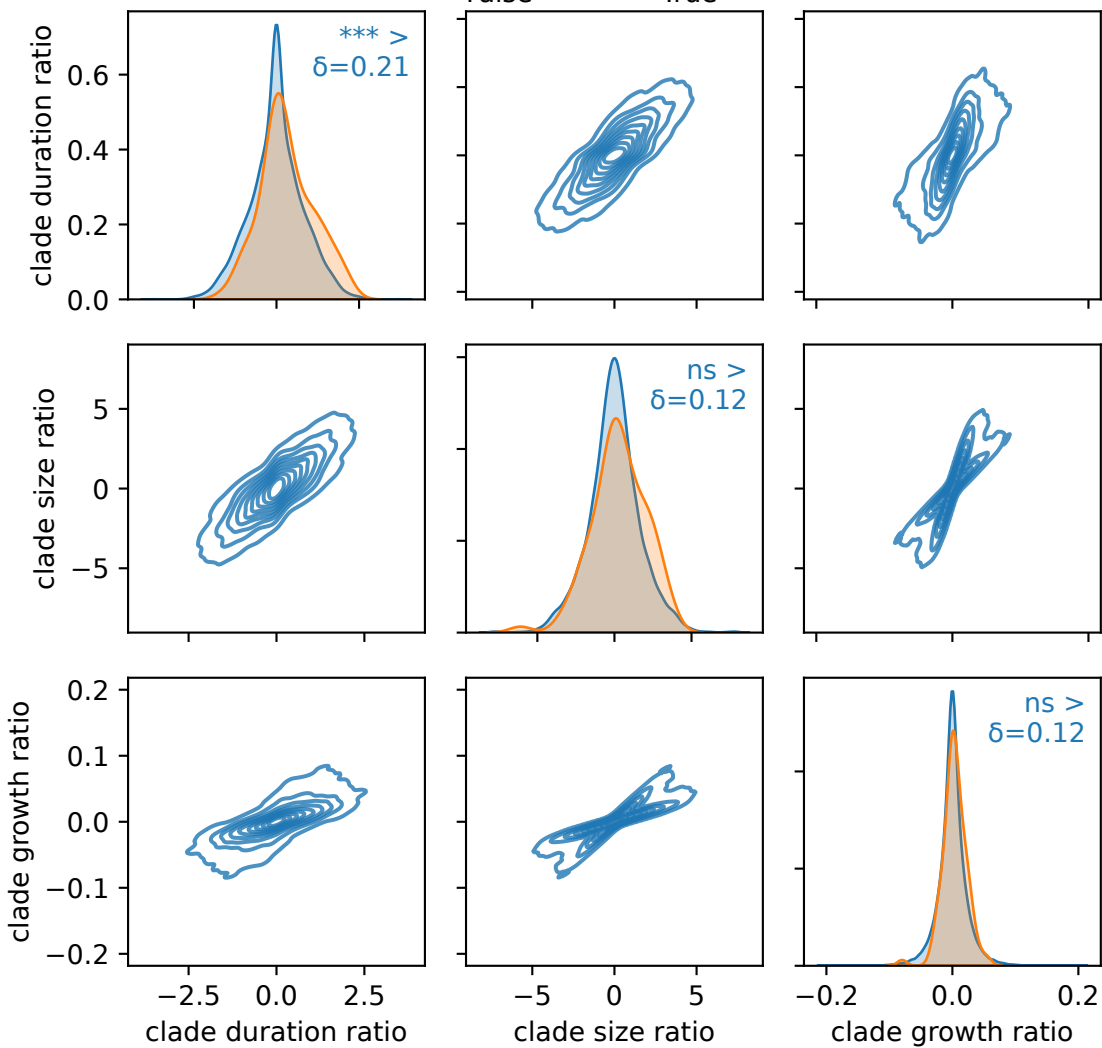 *** >
δ=0.21
clade duration ratio
0.6
0.4
0.2
0.0
ns >
δ=0.12
clade size ratio
5
0
−5
ns >
δ=0.12
clade growth ratio
0.2
0.1
0.0
−0.1
−0.2
−2.5 0.0 2.5
−5 0 5
−0.2 0.0 0.2
clade duration ratio
clade size ratio
clade growth ratio